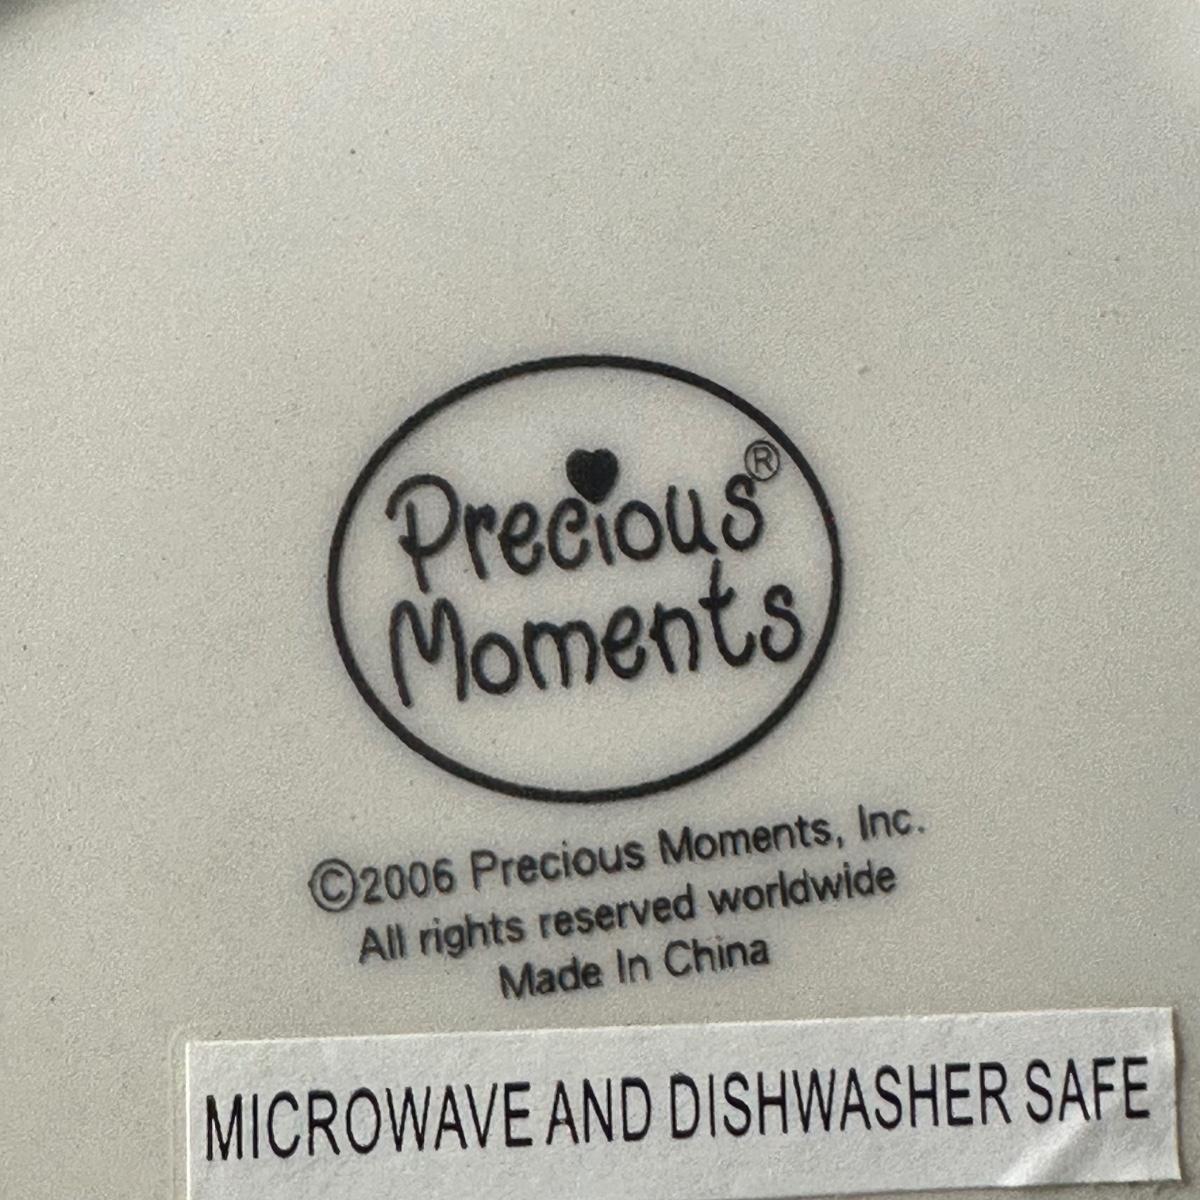 Precious®
Moments
©2006 Precious Moments, Inc.
All rights reserved worldwide
Made In China
MICROWAVE AND DISHWASHER SAFE